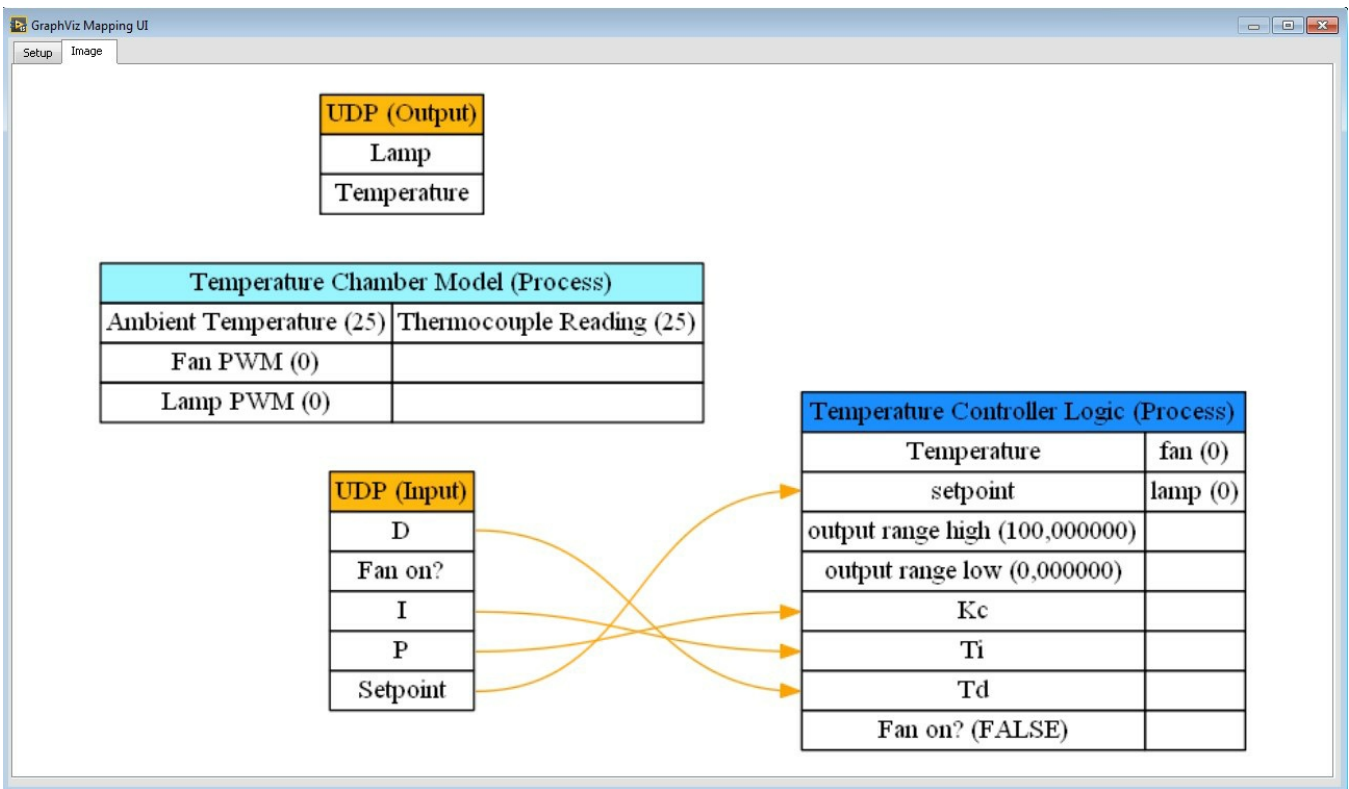 GraphViz Mapping UI
Setup Image
UDP (Output)
Lamp
Temperature
Temperature Chamber Model (Process)
Ambient Temperature (25) Thermocouple Reading (25)
Fan PWM (0)
Lamp PWM (0)
UDP (Input)
D
Fan on?
I
P
Setpoint
Temperature Controller Logic (Process)
Temperature fan (0)
setpoint lamp (0)
output range high (100,000000)
output range low (0,000000)
Kc
Ti
Td
Fan on? (FALSE)